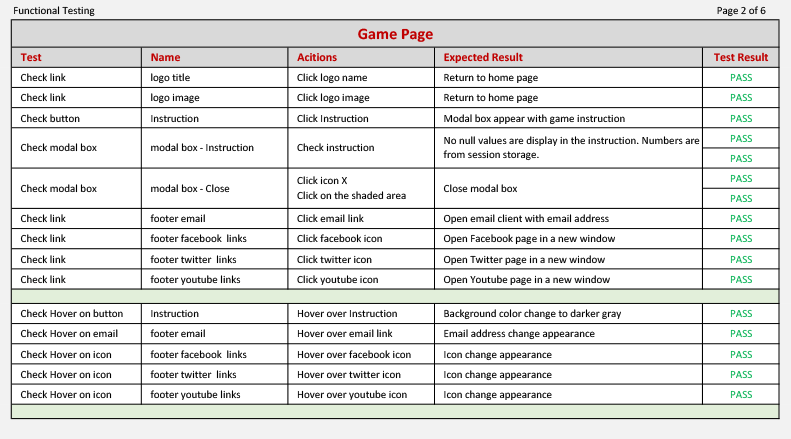 Functional Testing Page 2 of 6
Game Page
Test Name Acitions Expected Result Test Result
Check link logo title Click logo name Return to home page PASS
Check link logo image Click logo image Return to home page PASS
Check button Instruction Click Instruction Modal box appear with game instruction PASS
Check modal box modal box - Instruction Check instruction No null values are display in the instruction. Numbers are PASS
from session storage. PASS
Check modal box modal box - Close Click icon X Close modal box PASS
Click on the shaded area PASS
Check link footer email Click email link Open email client with email address PASS
Check link footer facebook  links Click facebook icon Open Facebook page in a new window PASS
Check link footer twitter  links Click twitter icon Open Twitter page in a new window PASS
Check link footer youtube links Click youtube icon Open Youtube page in a new window PASS
Check Hover on button Instruction Hover over Instruction Background color change to darker gray PASS
Check Hover on email footer email Hover over email link Email address change appearance PASS
Check Hover on icon footer facebook  links Hover over facebook icon Icon change appearance PASS
Check Hover on icon footer twitter  links Hover over twitter icon Icon change appearance PASS
Check Hover on icon footer youtube links Hover over youtube icon Icon change appearance PASS